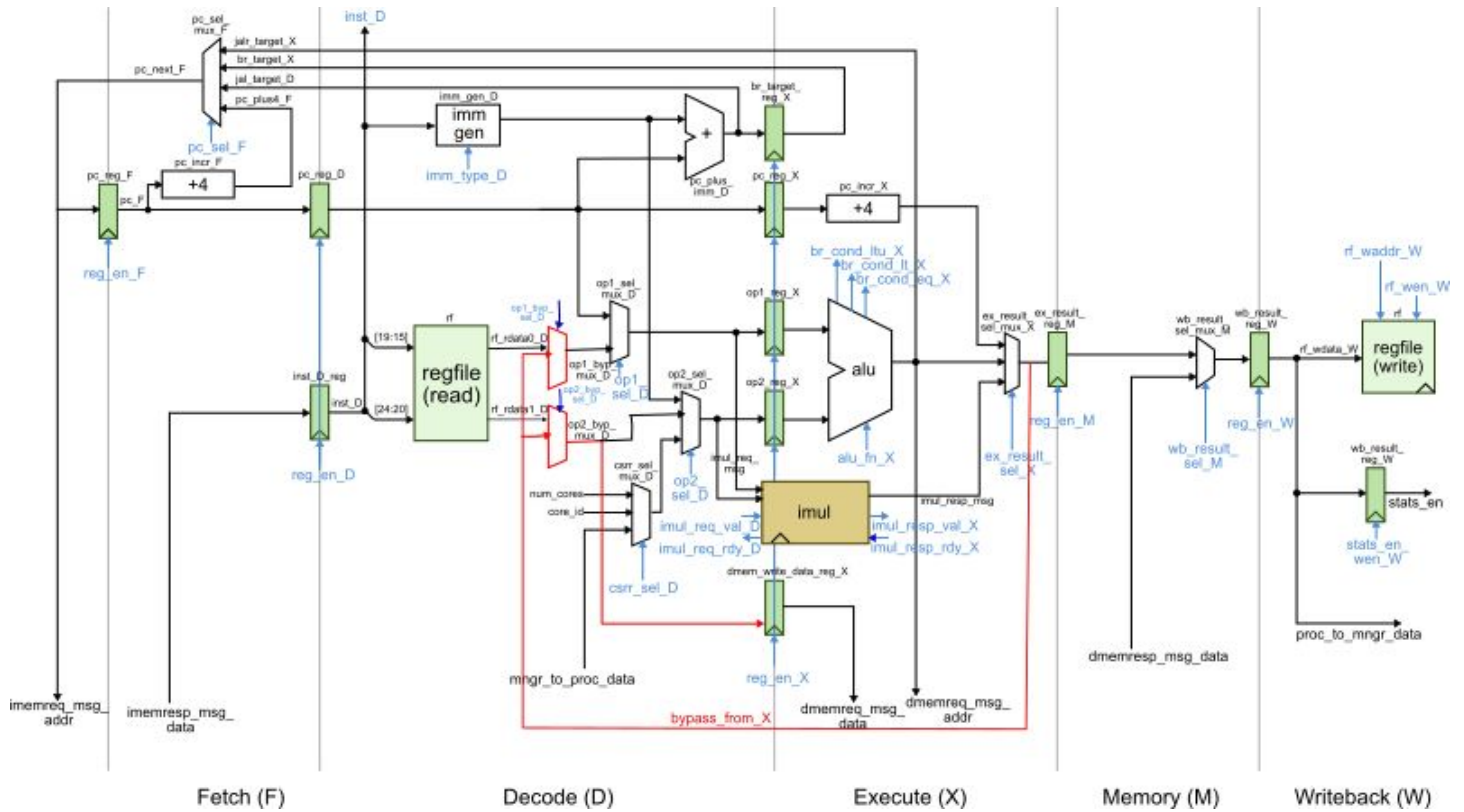 inst_D
pc_sel_
mux_F
jalr_target_X
br_target_X
pc_next_F
jal_target_D
pc_plus4_F
pc_sel_F
pc_incr_F
+4
pc_reg_F
pc_F
reg_en_F
pc_reg_D
imm_gen_D
imm
gen
imm_type_D
+
pc_plus_
imm_D
br_target_
reg_X
pc_reg_X
pc_incr_X
+4
br_cond_ltu_X
br_cond_lt_X
br_cond_eq_X
op1_sel_
mux_D
op1_byp_
sel_D
rf
[19:15]
rf_rdata0_D
regfile
(read)
op1_byp_
mux_D
op1_
sel_D
op2_sel_
mux_D
inst_D_reg
inst_D
[24:20]
rf_rdata1_D
op2_byp_
sel_D
op2_byp_
mux_D
reg_en_D
op1_reg_X
op2_reg_X
alu
alu_fn_X
ex_result_
sel_mux_X
ex_result_
reg_M
reg_en_M
ex_result_
sel_X
wb_result_
sel_mux_M
wb_result_
reg_W
reg_en_W
wb_result_
sel_M
rf_waddr_W
rf_wen_W
rf
rf_wdata_W
regfile
(write)
wb_result_
reg_W
stats_en
stats_en_
wen_W
proc_to_mngr_data
csrr_sel_
mux_D
op2_
sel_D
num_cores
core_id
csrr_sel_D
imul_req_
msg
imul
imul_resp_msg
imul_req_val_D
imul_req_rdy_D
imul_resp_val_X
imul_resp_rdy_X
dmem_write_data_reg_X
reg_en_X
mngr_to_proc_data
dmemresp_msg_data
imemreq_msg_
addr
imemresp_msg_
data
bypass_from_X
dmemreq_msg_
data
dmemreq_msg_
addr
Fetch (F)
Decode (D)
Execute (X)
Memory (M)
Writeback (W)